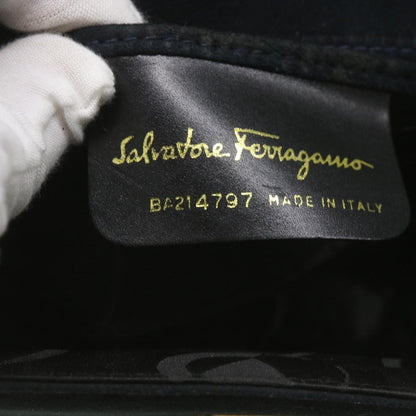 Salvatore Ferragamo
BA214797 MADE IN ITALY